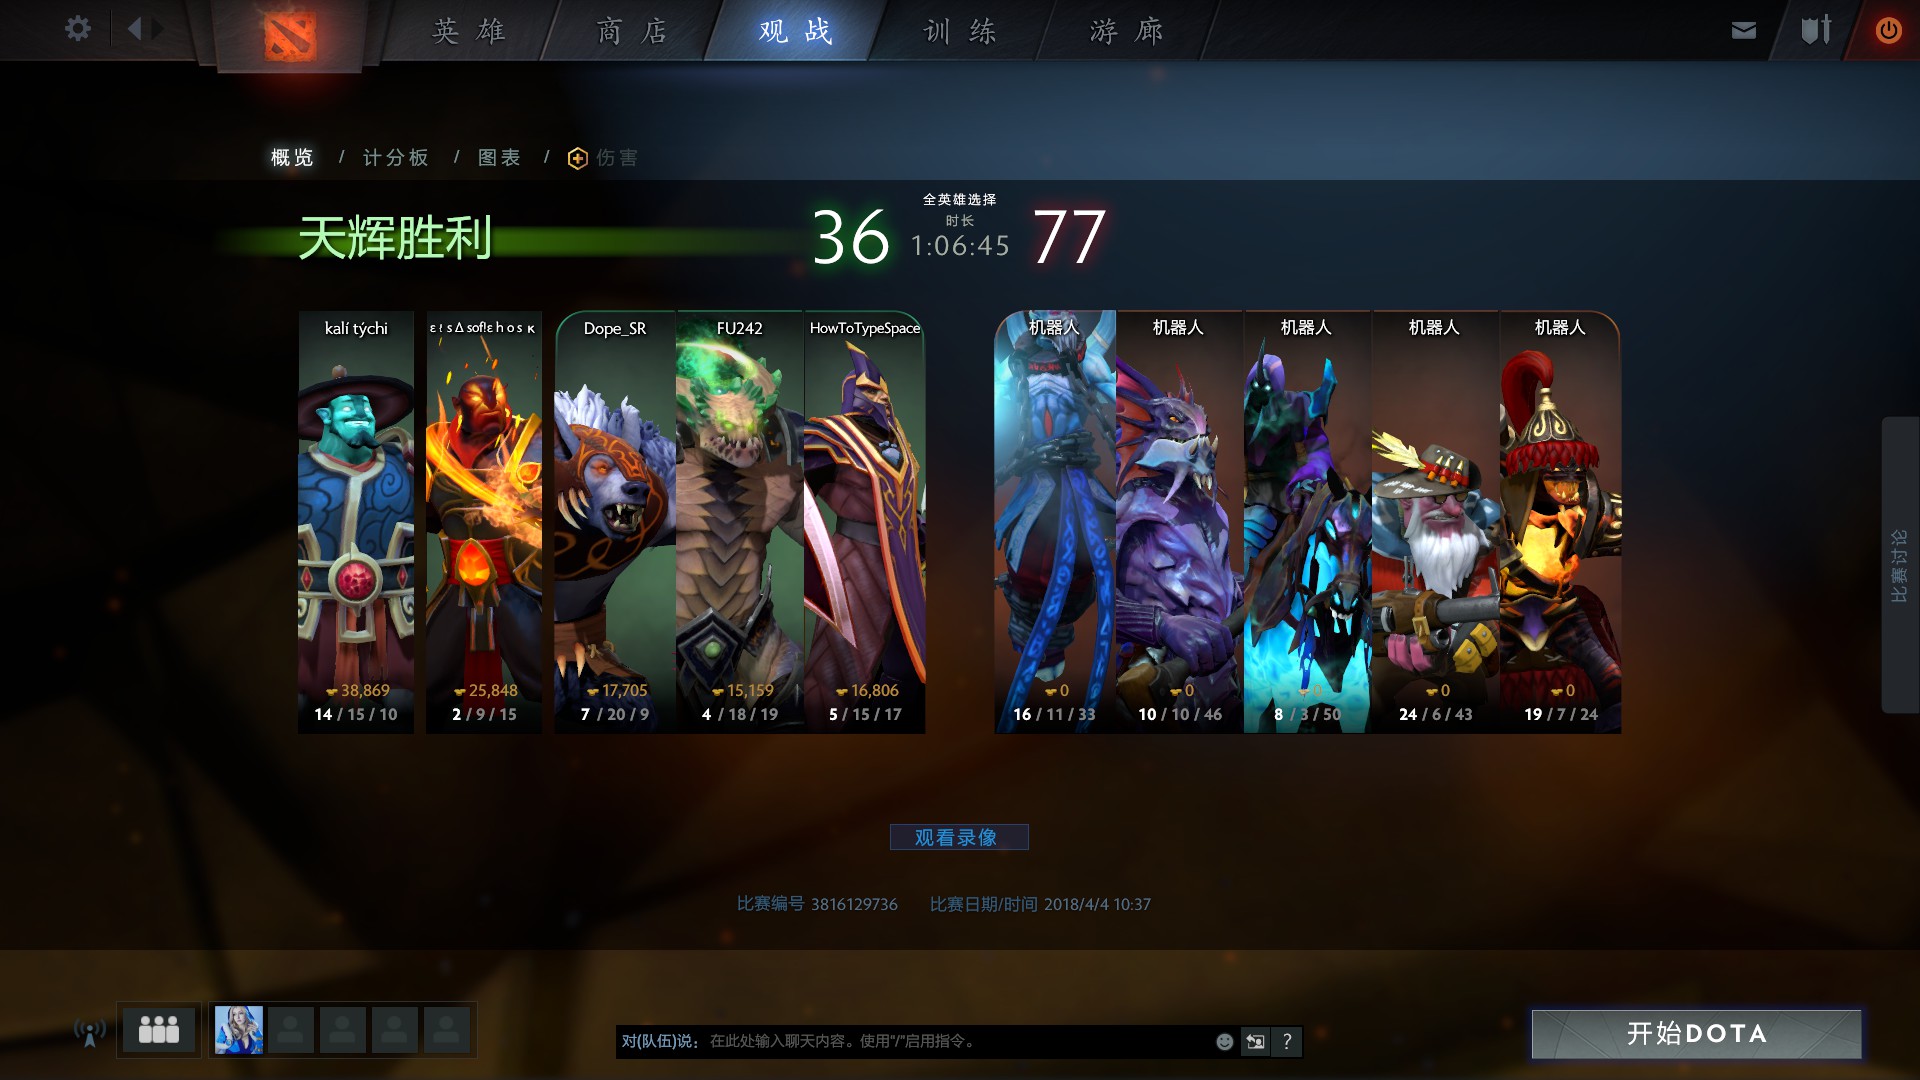 英雄
商店
观战
训练
游廊
概览 / 计分板 / 图表 / 伤害
天辉胜利
36
全英雄选择
时长
1:06:45
77
kalí týchi
Dope_SR
FU242
HowToTypeSpace
机器人
机器人
机器人
机器人
机器人
38,869
25,848
17,705
15,159
16,806
0
0
0
0
0
14 / 15 / 10
2 / 9 / 15
7 / 20 / 9
4 / 18 / 19
5 / 15 / 17
16 / 11 / 33
10 / 10 / 46
8 / 3 / 50
24 / 6 / 43
19 / 7 / 24
比赛讨论
观看录像
比赛编号 3816129736
比赛日期/时间 2018/4/4 10:37
对(队伍)说: 在此处输入聊天内容。使用"/"启用指令。
?
开始DOTA